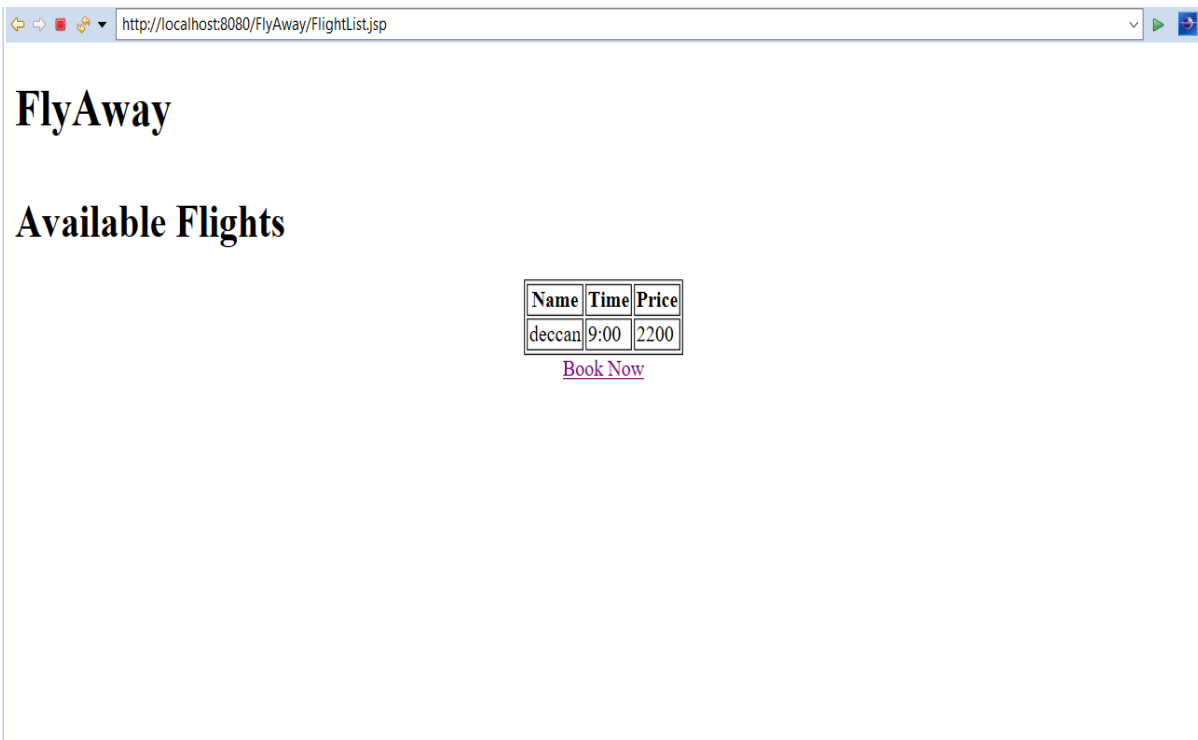 http://localhost:8080/FlyAway/FlightList.jsp
FlyAway
Available Flights
Name Time Price
deccan 9:00 2200
Book Now